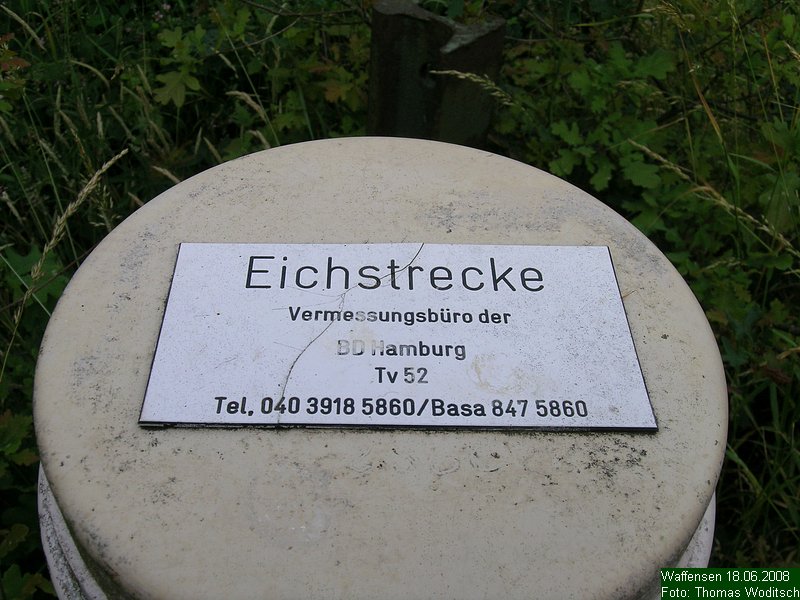 Eichstrecke
Vermessungsbüro der
BD Hamburg
Tv 52
Tel. 040 3918 5860/Basa 847 5860
Waffensen 18.06.2008
Foto: Thomas Woditsch